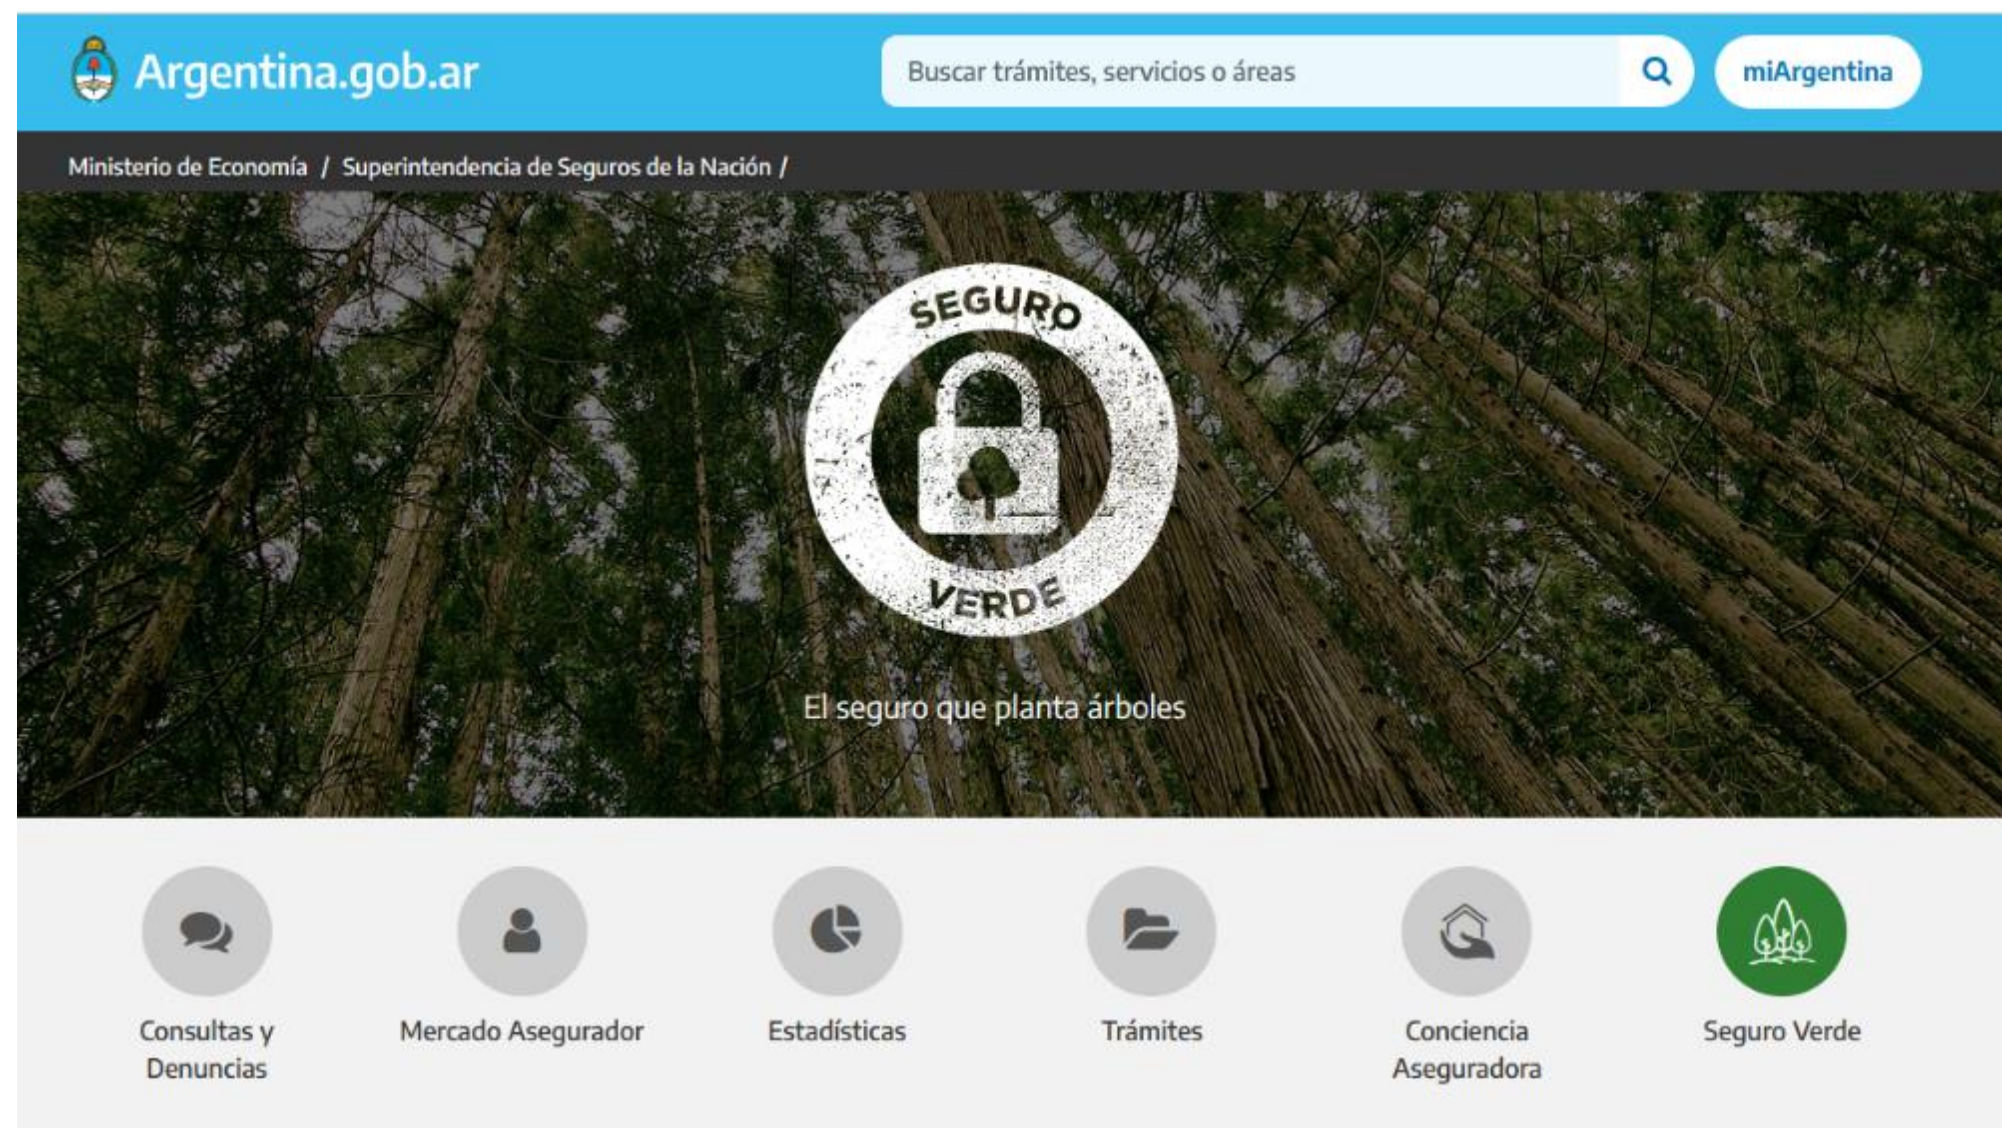 Argentina.gob.ar
Buscar trámites, servicios o áreas
miArgentina
Ministerio de Economía / Superintendencia de Seguros de la Nación /
SEGURO
VERDE
El seguro que planta árboles
Consultas y
Denuncias
Mercado Asegurador
Estadísticas
Trámites
Conciencia
Aseguradora
Seguro Verde